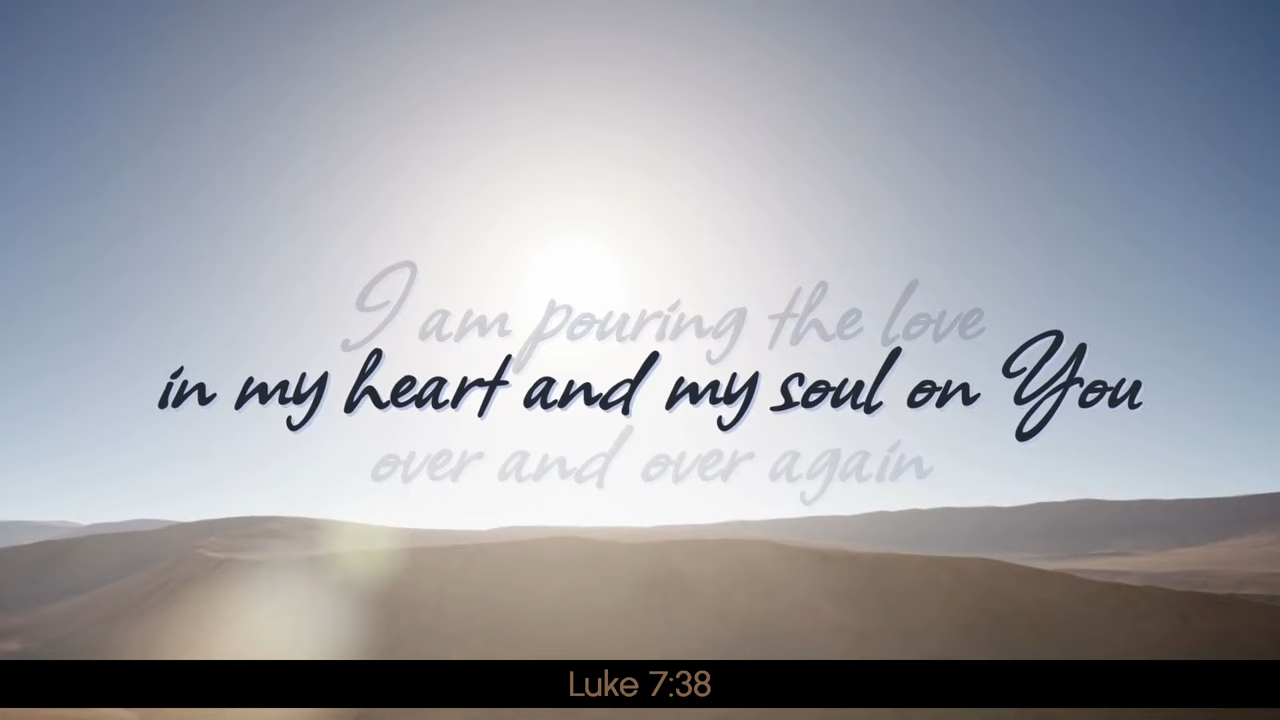 I am pouring the love
in my heart and my soul on You
over and over again
Luke 7:38